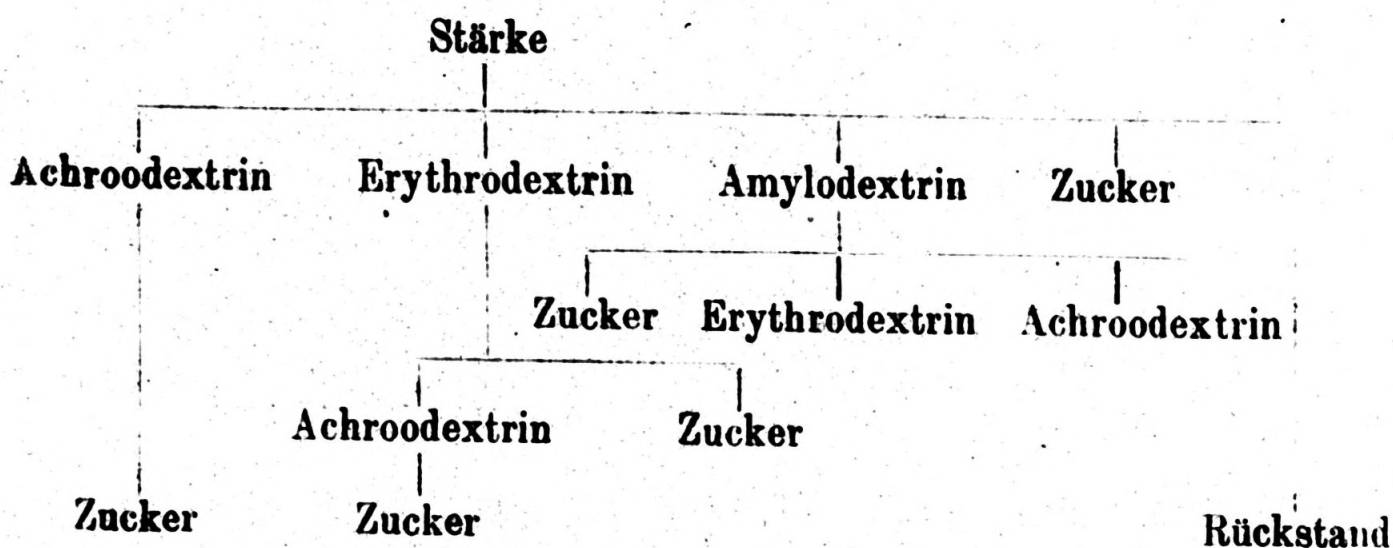 Stärke
Achroodextrin Erythrodextrin Amylodextrin Zucker
Zucker Erythrodextrin Achroodextrin
Achroodextrin Zucker
Zucker Zucker Rückstand